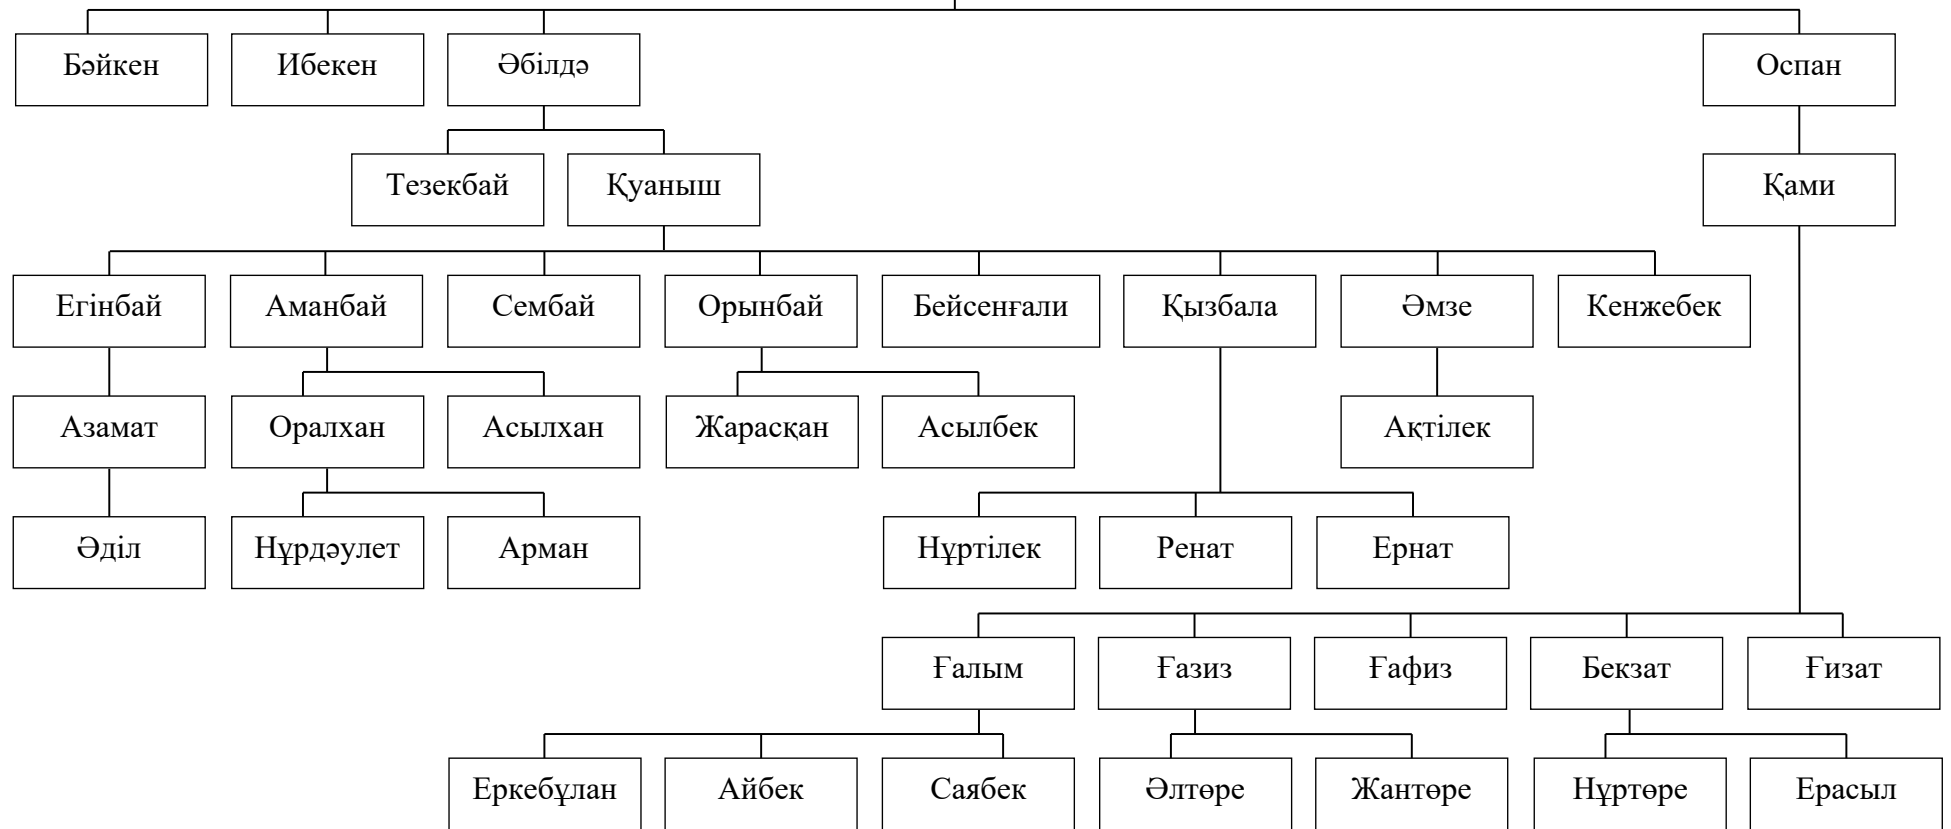 Бәйкен Ибекен Әбілдә Оспан
Тезекбай Қуаныш Қами
Егінбай Аманбай Сембай Орынбай Бейсенғали Қызбала Әмзе Кенжебек
Азамат Оралхан Асылхан Жарасқан Асылбек Ақтілек
Әділ Нұрдәулет Арман Нұртілек Ренат Ернат
Ғалым Ғазиз Ғафиз Бекзат Ғизат
Еркебұлан Айбек Саябек Әлтөре Жантөре Нұртөре Ерасыл